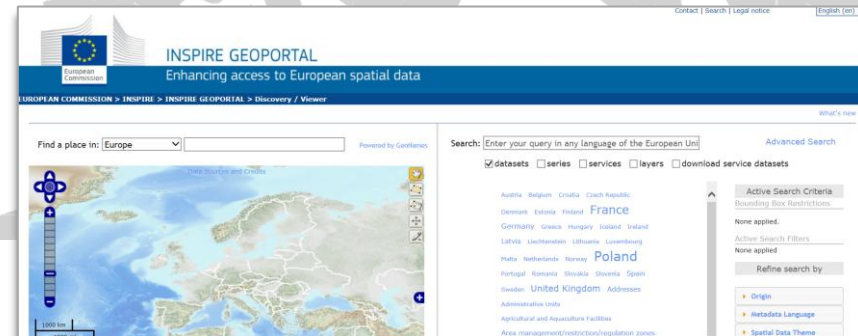 Contact | Search | Legal notice
English (en)
European
Commission
INSPIRE GEOPORTAL
Enhancing access to European spatial data
EUROPEAN COMMISSION > INSPIRE > INSPIRE GEOPORTAL > Discovery / Viewer
What's new
Find a place in: Europe
Powered by GeoNames
Data Sources and Credits
1000 km
Search: Enter your query in any language of the European Uni
Advanced Search
datasets series services layers download service datasets
Austria Belgium Croatia Czech Republic
Denmark Estonia Finland France
Germany Greece Hungary Iceland Ireland
Latvia Liechtenstein Lithuania Luxembourg
Malta Netherlands Norway Poland
Portugal Romania Slovakia Slovenia Spain
Sweden United Kingdom Addresses
Administrative Units
Agricultural and Aquaculture Facilities
Area management/restriction/regulation zones
Active Search Criteria
Bounding Box Restrictions
None applied.
Active Search Filters
None applied
Refine search by
Origin
Metadata Language
Spatial Data Theme